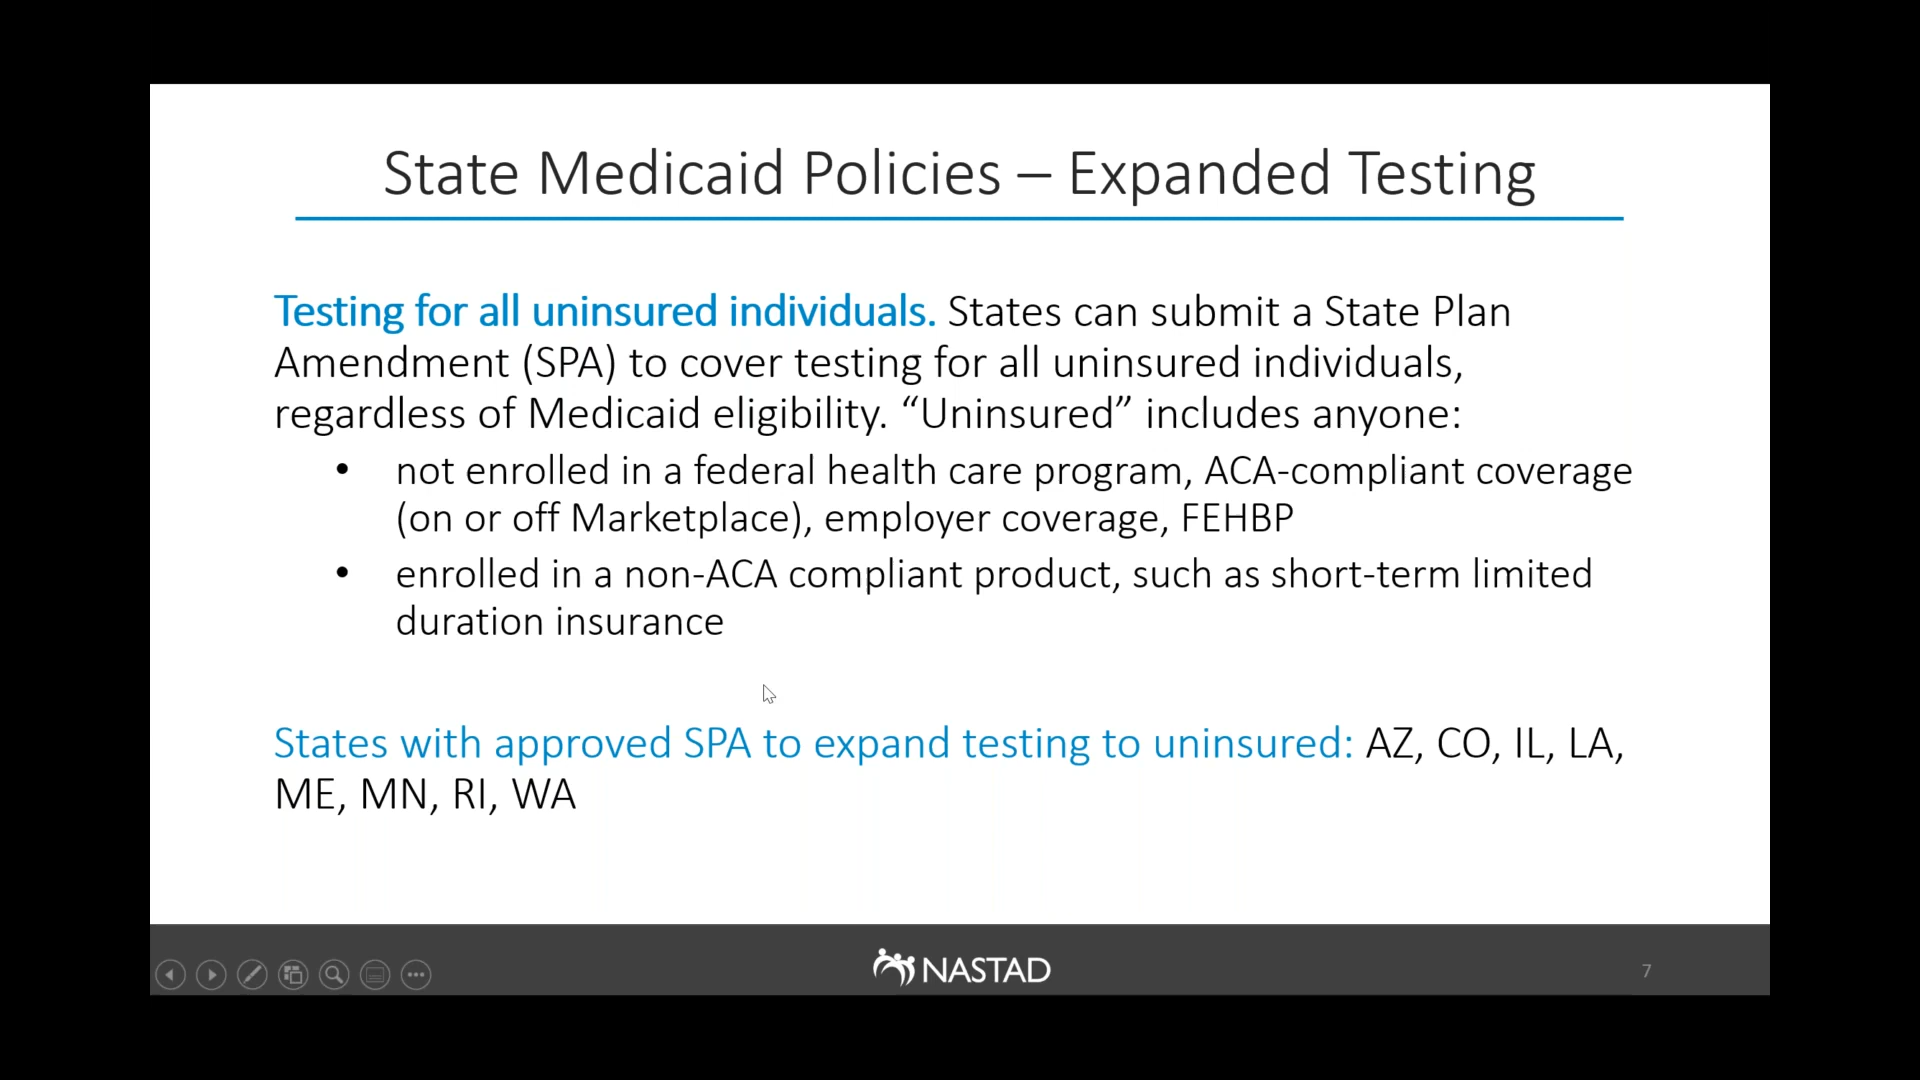 State Medicaid Policies – Expanded Testing
Testing for all uninsured individuals. States can submit a State Plan
Amendment (SPA) to cover testing for all uninsured individuals,
regardless of Medicaid eligibility. “Uninsured” includes anyone:
• not enrolled in a federal health care program, ACA-compliant coverage
(on or off Marketplace), employer coverage, FEHBP
• enrolled in a non-ACA compliant product, such as short-term limited
duration insurance
States with approved SPA to expand testing to uninsured: AZ, CO, IL, LA,
ME, MN, RI, WA
NASTAD
7